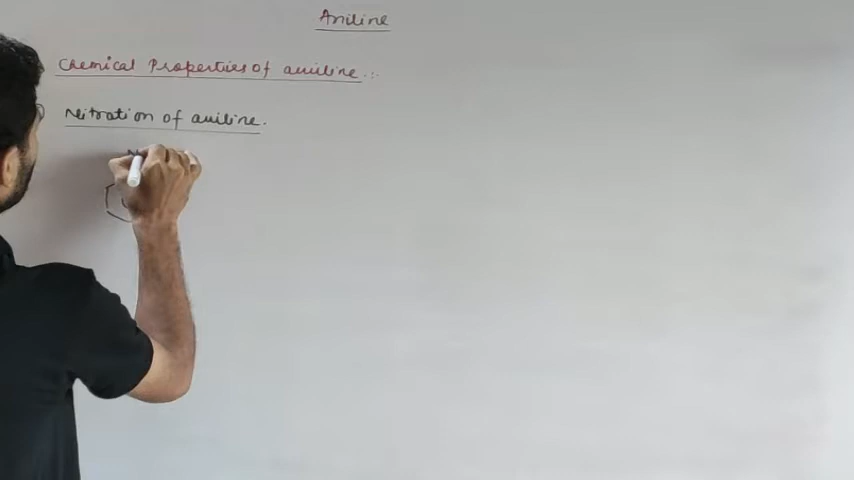 Aniline
Chemical Properties of aniline.:-
Nitration of aniline.
N